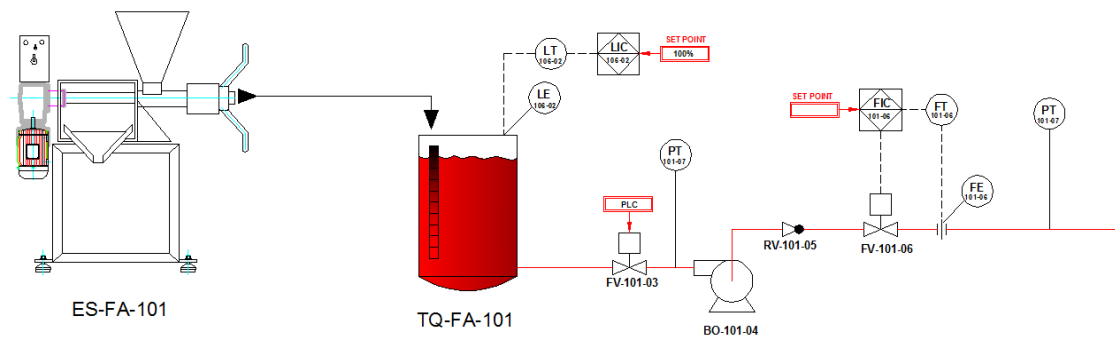 LT
106-02
LIC
106-02
SET POINT
100%
LE
106-02
SET POINT
FIC
101-06
FT
101-06
PT
101-07
PT
101-07
PLC
FE
101-06
RV-101-05
FV-101-06
FV-101-03
BO-101-04
ES-FA-101
TQ-FA-101